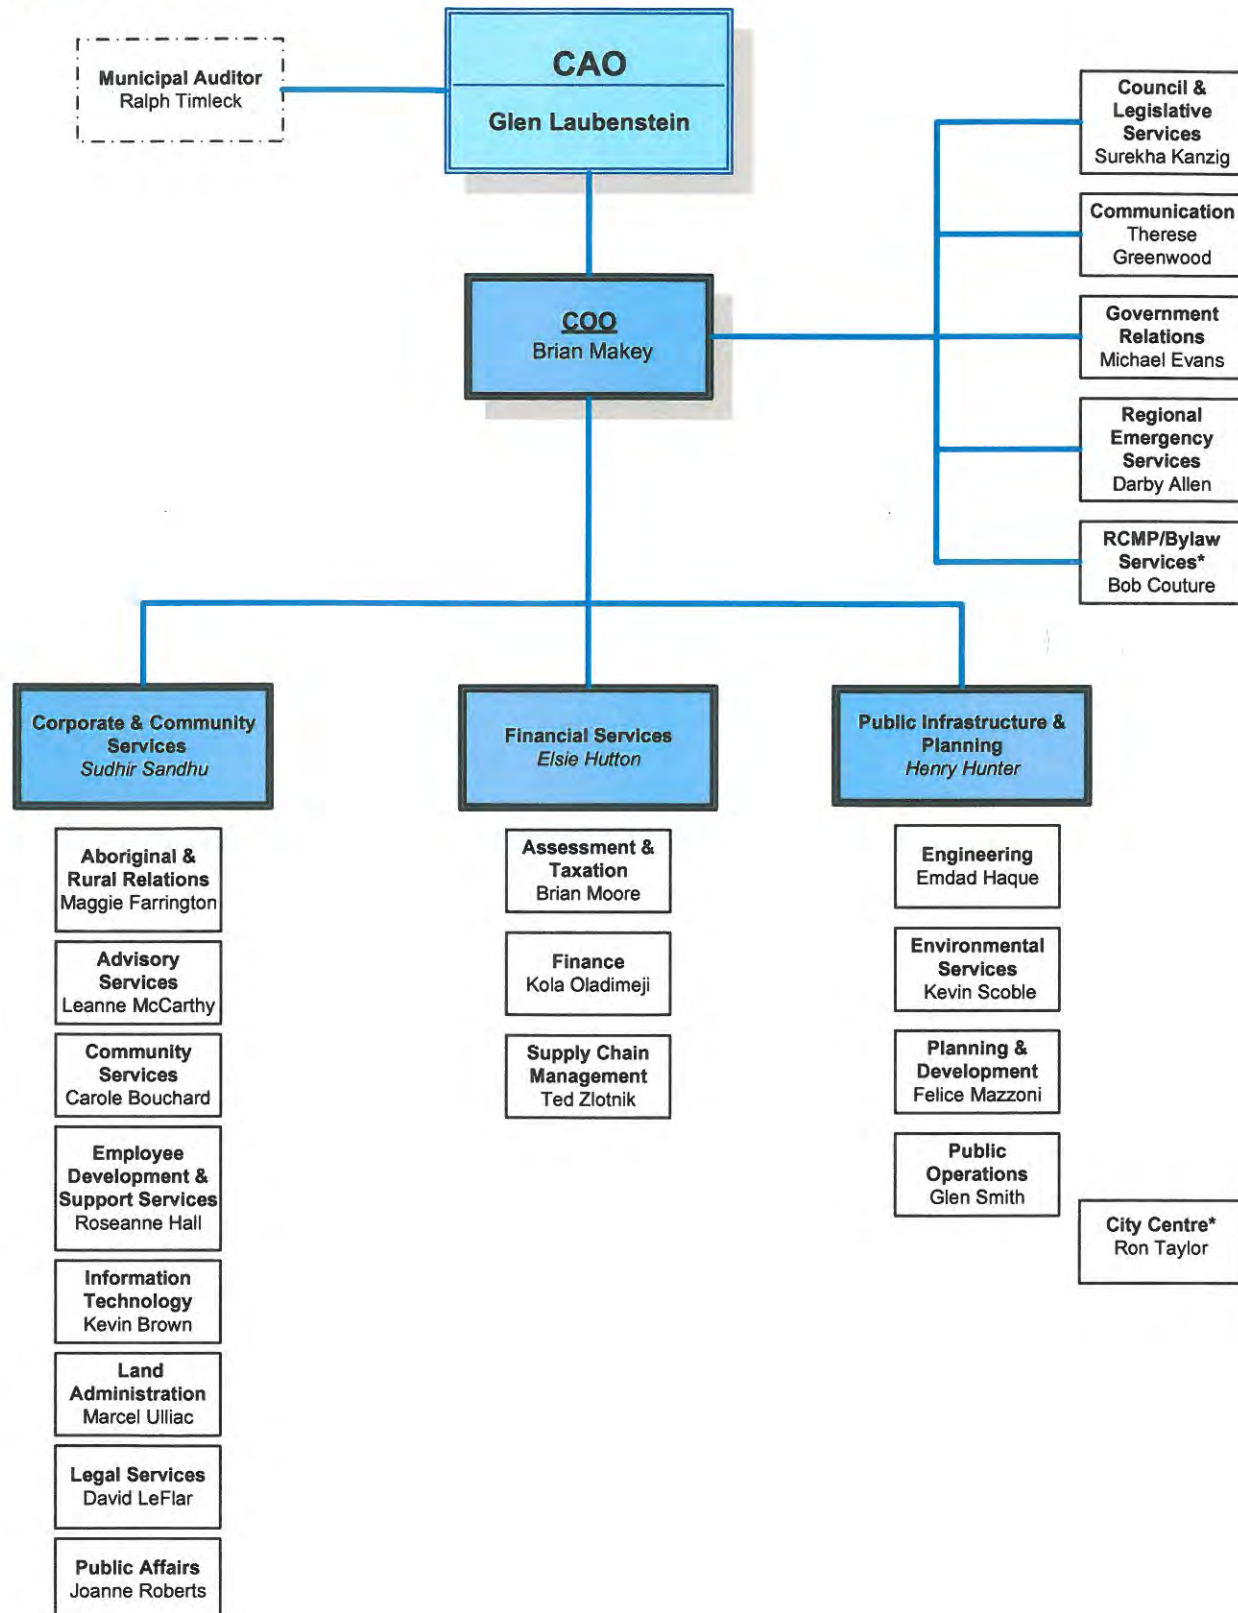 Municipal Auditor
Ralph Timleck
CAO
Glen Laubenstein
Council &
Legislative
Services
Surekha Kanzig
Communication
Therese
Greenwood
COO
Brian Makey
Government
Relations
Michael Evans
Regional
Emergency
Services
Darby Allen
RCMP/Bylaw
Services*
Bob Couture
Corporate & Community
Services
Sudhir Sandhu
Financial Services
Elsie Hutton
Public Infrastructure &
Planning
Henry Hunter
Aboriginal &
Rural Relations
Maggie Farrington
Advisory
Services
Leanne McCarthy
Community
Services
Carole Bouchard
Employee
Development &
Support Services
Roseanne Hall
Information
Technology
Kevin Brown
Land
Administration
Marcel Ulliac
Legal Services
David LeFlar
Public Affairs
Joanne Roberts
Assessment &
Taxation
Brian Moore
Finance
Kola Oladimeji
Supply Chain
Management
Ted Zlotnik
Engineering
Emdad Haque
Environmental
Services
Kevin Scoble
Planning &
Development
Felice Mazzoni
Public
Operations
Glen Smith
City Centre*
Ron Taylor